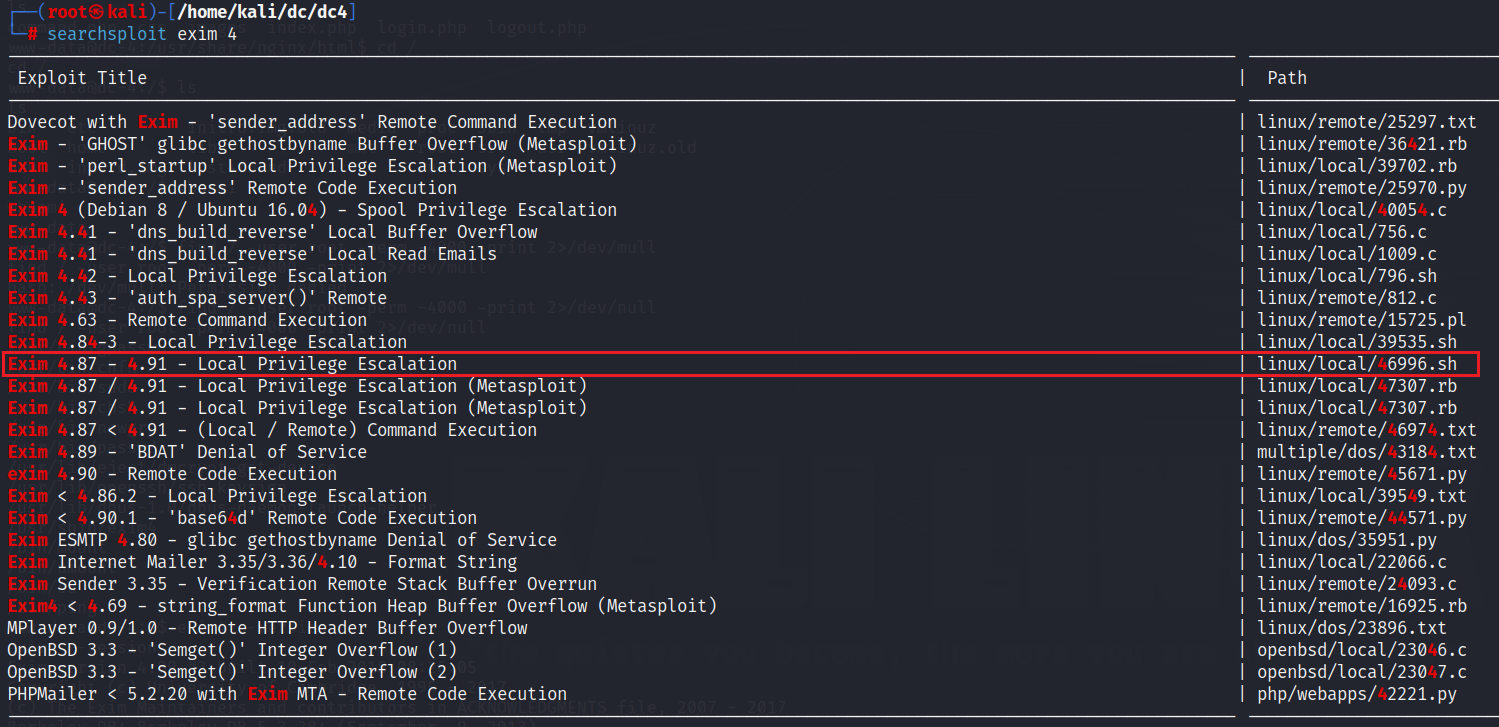 (root㉿kali)-[/home/kali/dc/dc4]
# searchsploit exim 4
Exploit Title | Path
Dovecot with Exim - 'sender_address' Remote Command Execution | linux/remote/25297.txt
Exim - 'GHOST' glibc gethostbyname Buffer Overflow (Metasploit) | linux/remote/36421.rb
Exim - 'perl_startup' Local Privilege Escalation (Metasploit) | linux/local/39702.rb
Exim - 'sender_address' Remote Code Execution | linux/remote/25970.py
Exim 4 (Debian 8 / Ubuntu 16.04) - Spool Privilege Escalation | linux/local/40054.c
Exim 4.41 - 'dns_build_reverse' Local Buffer Overflow | linux/local/756.c
Exim 4.41 - 'dns_build_reverse' Local Read Emails | linux/local/1009.c
Exim 4.42 - Local Privilege Escalation | linux/local/796.sh
Exim 4.43 - 'auth_spa_server()' Remote | linux/remote/812.c
Exim 4.63 - Remote Command Execution | linux/remote/15725.pl
Exim 4.84-3 - Local Privilege Escalation | linux/local/39535.sh
Exim 4.87 - 4.91 - Local Privilege Escalation | linux/local/46996.sh
Exim 4.87 / 4.91 - Local Privilege Escalation (Metasploit) | linux/local/47307.rb
Exim 4.87 / 4.91 - Local Privilege Escalation (Metasploit) | linux/local/47307.rb
Exim 4.87 < 4.91 - (Local / Remote) Command Execution | linux/remote/46974.txt
Exim 4.89 - 'BDAT' Denial of Service | multiple/dos/43184.txt
exim 4.90 - Remote Code Execution | linux/remote/45671.py
Exim < 4.86.2 - Local Privilege Escalation | linux/local/39549.txt
Exim < 4.90.1 - 'base64d' Remote Code Execution | linux/remote/44571.py
Exim ESMTP 4.80 - glibc gethostbyname Denial of Service | linux/dos/35951.py
Exim Internet Mailer 3.35/3.36/4.10 - Format String | linux/local/22066.c
Exim Sender 3.35 - Verification Remote Stack Buffer Overrun | linux/remote/24093.c
Exim4 < 4.69 - string_format Function Heap Buffer Overflow (Metasploit) | linux/remote/16925.rb
MPlayer 0.9/1.0 - Remote HTTP Header Buffer Overflow | linux/dos/23896.txt
OpenBSD 3.3 - 'Semget()' Integer Overflow (1) | openbsd/local/23046.c
OpenBSD 3.3 - 'Semget()' Integer Overflow (2) | openbsd/local/23047.c
PHPMailer < 5.2.20 with Exim MTA - Remote Code Execution | php/webapps/42221.py